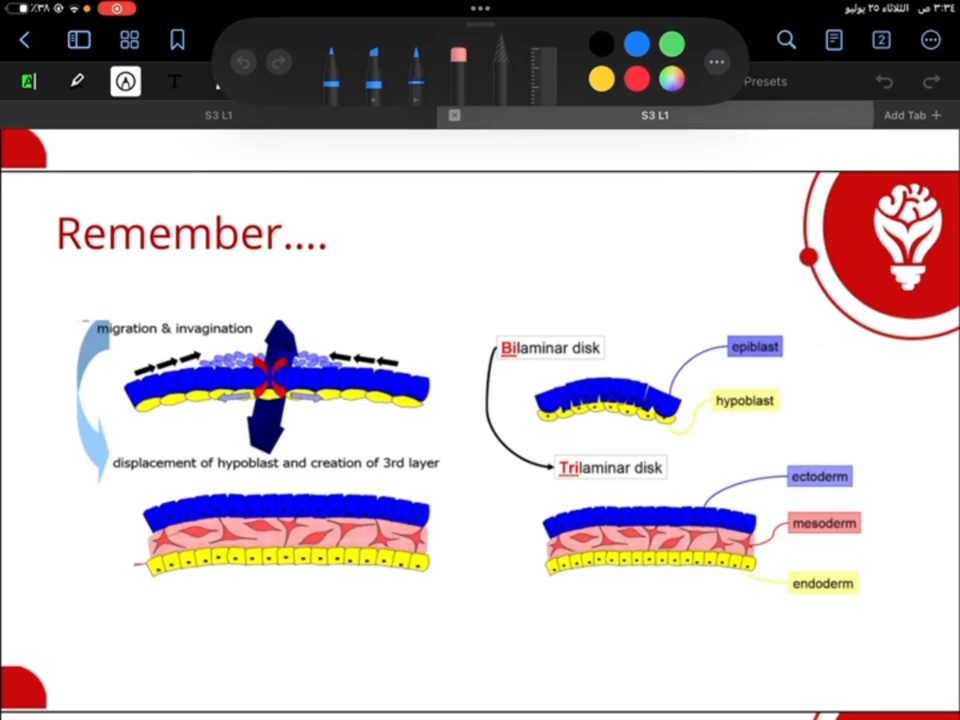 ٪٣٨
٣:٣٤ ص الثلاثاء ٢٥ يوليو
A
A
T
2
Presets
S3 L1
S3 L1
Add Tab +
Remember....
migration & invagination
displacement of hypoblast and creation of 3rd layer
Bilaminar disk
epiblast
hypoblast
Trilaminar disk
ectoderm
mesoderm
endoderm